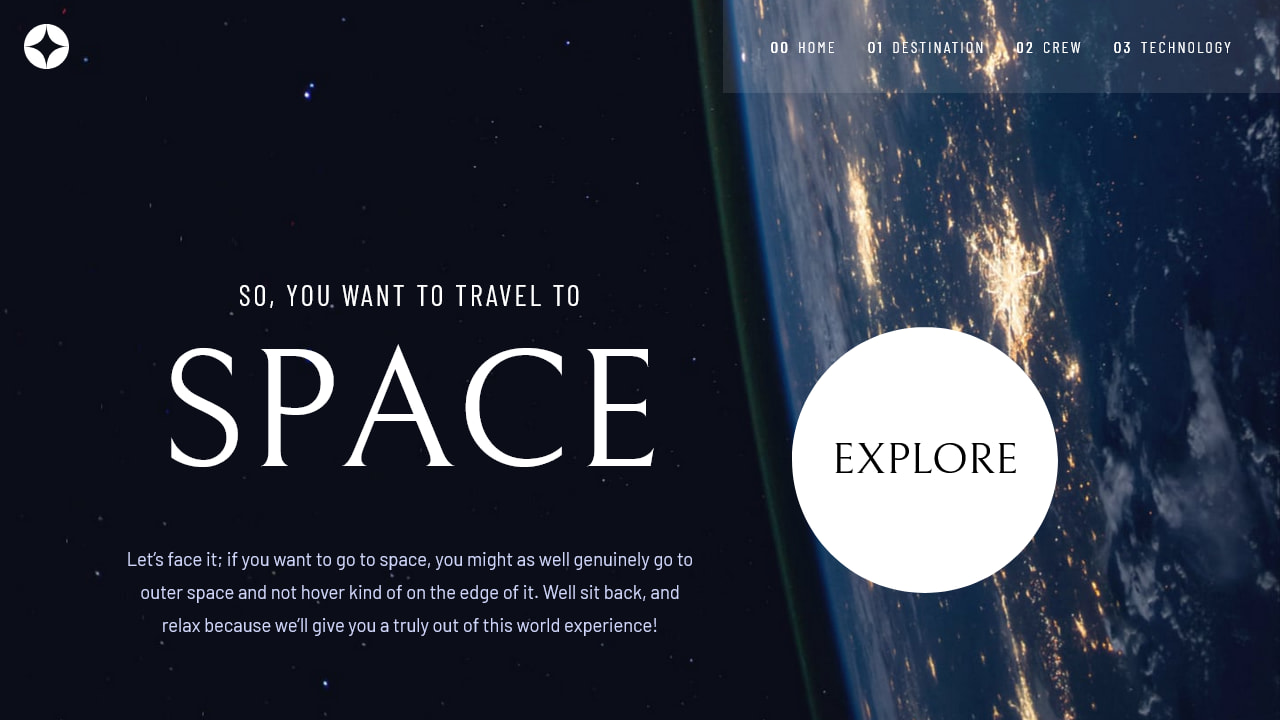 00 HOME 01 DESTINATION 02 CREW 03 TECHNOLOGY
SO, YOU WANT TO TRAVEL TO
SPACE
EXPLORE
Let’s face it; if you want to go to space, you might as well genuinely go to
outer space and not hover kind of on the edge of it. Well sit back, and
relax because we’ll give you a truly out of this world experience!